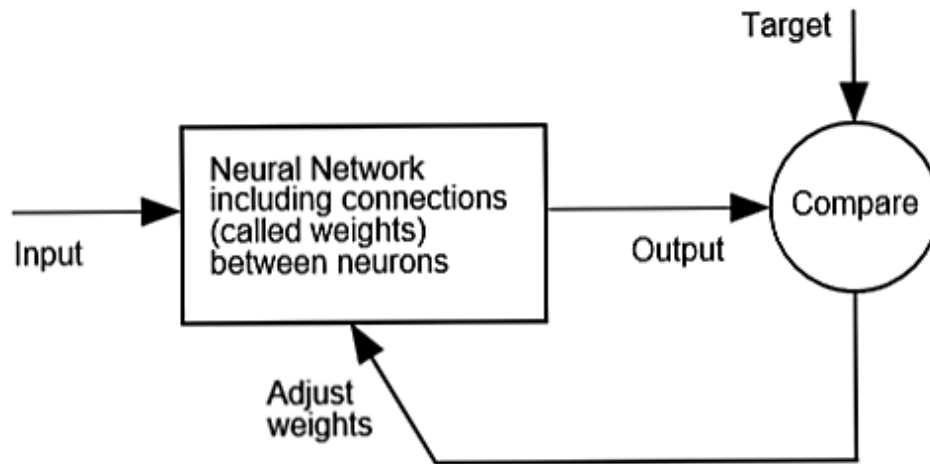 Target
Neural Network
including connections
(called weights)
between neurons
Compare
Input
Output
Adjust
weights